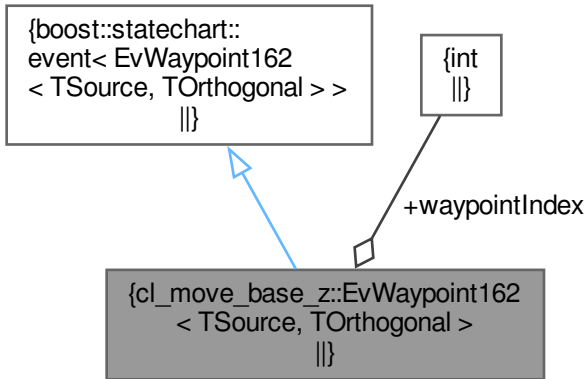 {boost::statechart::
event< EvWaypoint162
< TSource, TOrthogonal > >
||}
{int
||}
+waypointIndex
{cl_move_base_z::EvWaypoint162
< TSource, TOrthogonal >
||}